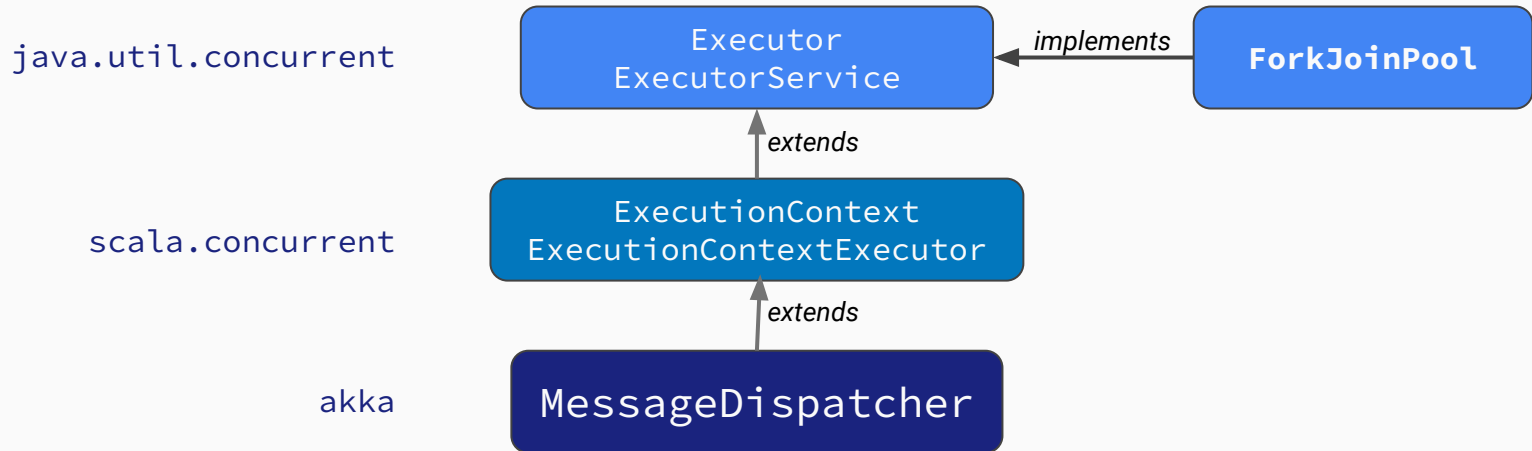 java.util.concurrent
Executor
ExecutorService
implements
ForkJoinPool
extends
scala.concurrent
ExecutionContext
ExecutionContextExecutor
extends
akka
MessageDispatcher